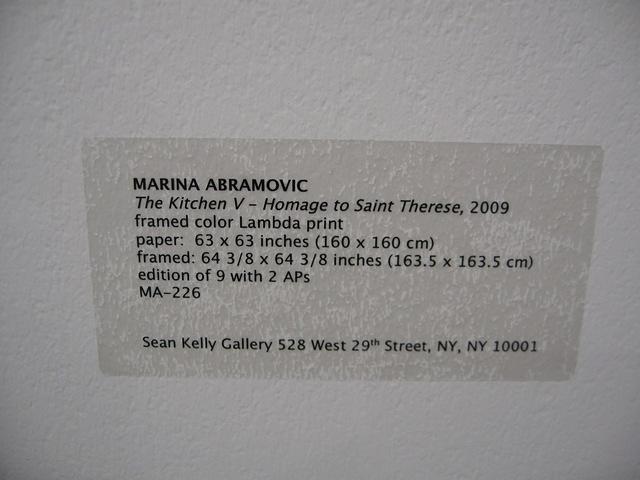 MARINA ABRAMOVIC
The Kitchen V – Homage to Saint Therese, 2009
framed color Lambda print
paper: 63 x 63 inches (160 x 160 cm)
framed: 64 3/8 x 64 3/8 inches (163.5 x 163.5 cm)
edition of 9 with 2 APs
MA-226
Sean Kelly Gallery 528 West 29th Street, NY, NY 10001